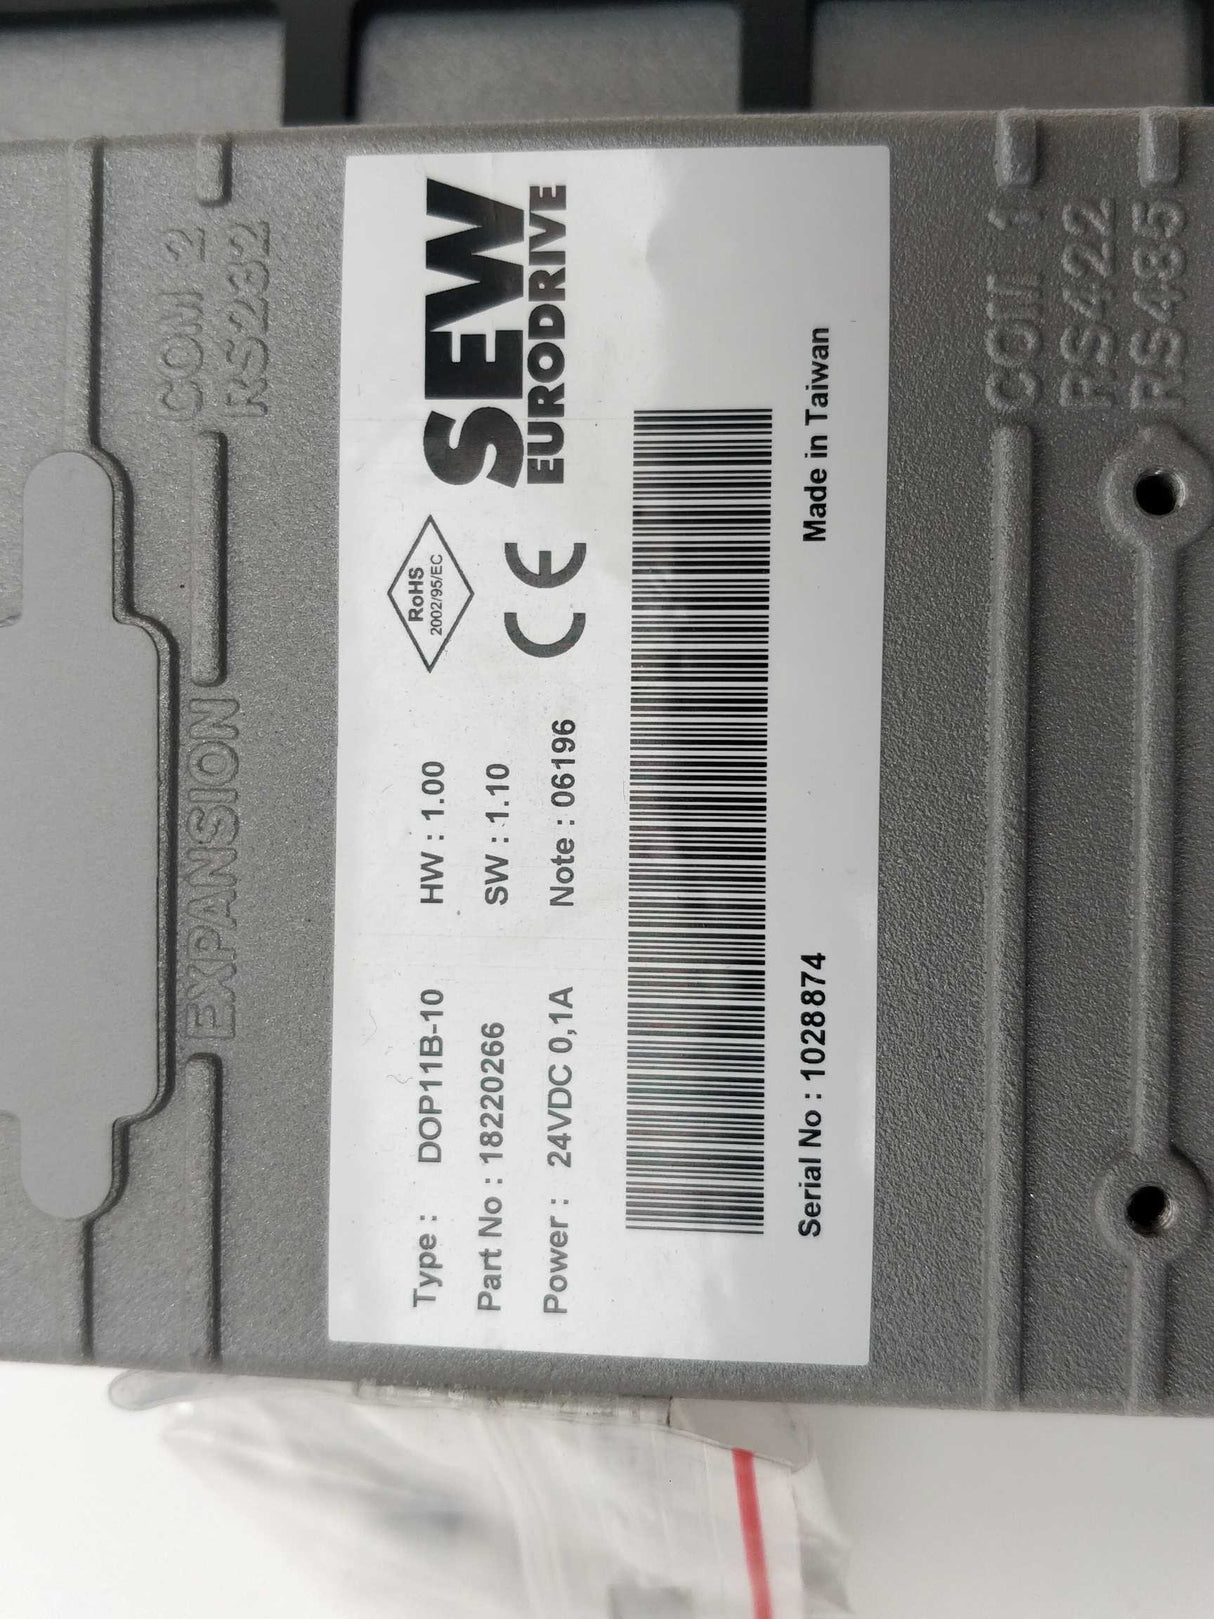 COM 2
RS232
EXPANSION
SEW
EURODRIVE
RoHS
2002/95/EC
CE
Type : DOP11B-10 HW : 1.00
Part No : 18220266 SW : 1.10
Power : 24VDC 0,1A Note : 06196
Serial No : 1028874 Made in Taiwan
COM 1
RS422
RS485